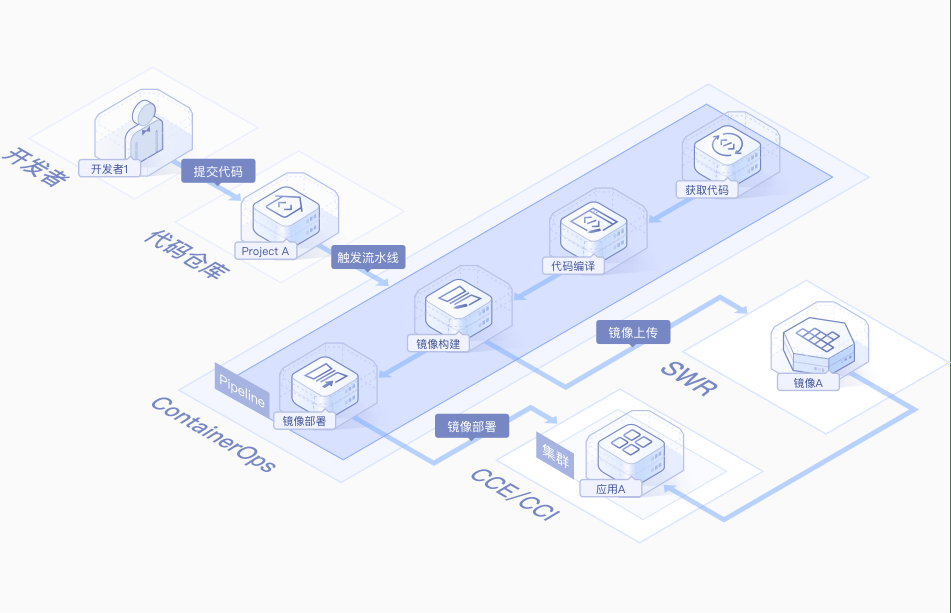 开发者
开发者1
提交代码
代码仓库
Project A
触发流水线
获取代码
代码编译
镜像构建
镜像部署
Pipeline
ContainerOps
镜像上传
SWR
镜像A
镜像部署
集群
应用A
CCE/CCI